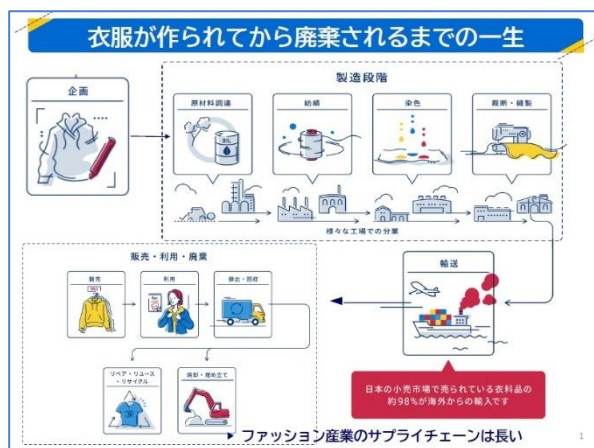 衣服が作られてから廃棄されるまでの一生
企画
製造段階
原材料調達
紡績
染色
裁断・縫製
OIL
様々な工場での分業
販売・利用・廃棄
販売
利用
排出・回収
輸送
リペア・リユース
・リサイクル
焼却・埋め立て
日本の小売市場で売られている衣料品の
約98%が海外からの輸入です
ファッション産業のサプライチェーンは長い
1